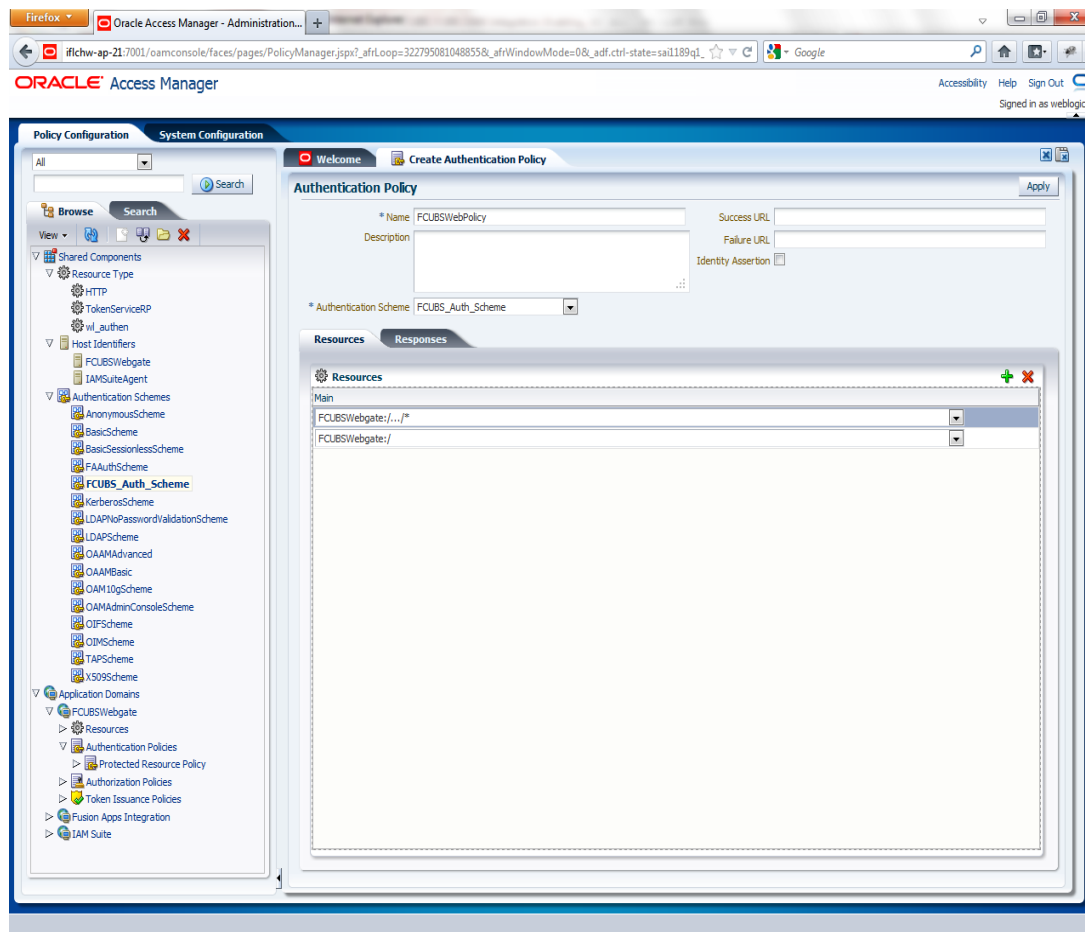 Firefox
Oracle Access Manager - Administration...
iflchw-ap-21:7001/oamconsole/faces/pages/PolicyManager.jspx?_afrLoop=322795081048855&_afrWindowMode=0&_adf.ctrl-state=sai1189q1_
Google
ORACLE Access Manager
Accessibility Help Sign Out
Signed in as weblogic
Policy Configuration System Configuration
All
Search
Browse Search
View
Shared Components
Resource Type
HTTP
TokenServiceRP
wl_authen
Host Identifiers
FCUBSWebgate
IAMSuiteAgent
Authentication Schemes
AnonymousScheme
BasicScheme
BasicSessionlessScheme
FAAuthScheme
FCUBS_Auth_Scheme
KerberosScheme
LDAPNoPasswordValidationScheme
LDAPScheme
OAAMAdvanced
OAAMBasic
OAM10gScheme
OAMAdminConsoleScheme
OIFScheme
OIMScheme
TAPScheme
X509Scheme
Application Domains
FCUBSWebgate
Resources
Authentication Policies
Protected Resource Policy
Authorization Policies
Token Issuance Policies
Fusion Apps Integration
IAM Suite
Welcome Create Authentication Policy
Authentication Policy Apply
* Name FCUBSWebPolicy
Description
* Authentication Scheme FCUBS_Auth_Scheme
Success URL
Failure URL
Identity Assertion
Resources Responses
Resources
Main
FCUBSWebgate:/.../*
FCUBSWebgate:/